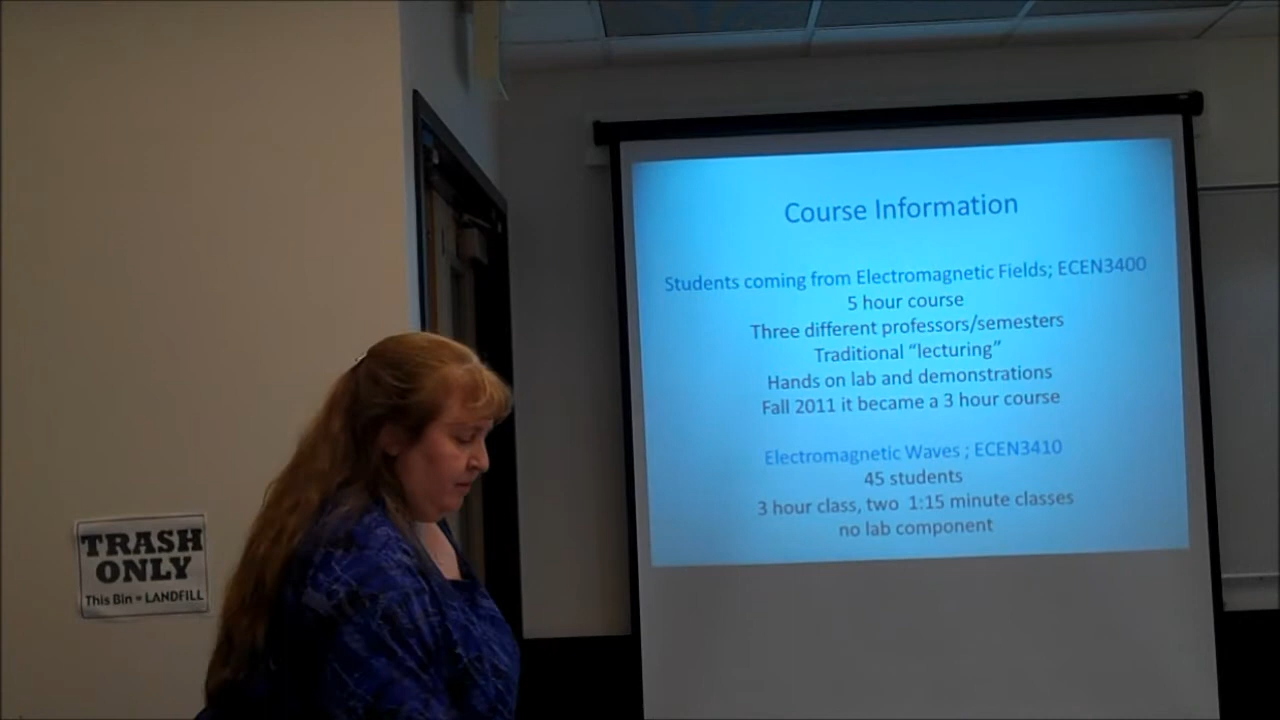 Course Information
Students coming from Electromagnetic Fields; ECEN3400
5 hour course
Three different professors/semesters
Traditional “lecturing”
Hands on lab and demonstrations
Fall 2011 it became a 3 hour course
Electromagnetic Waves ; ECEN3410
45 students
3 hour class, two 1:15 minute classes
no lab component
TRASH
ONLY
This Bin = LANDFILL